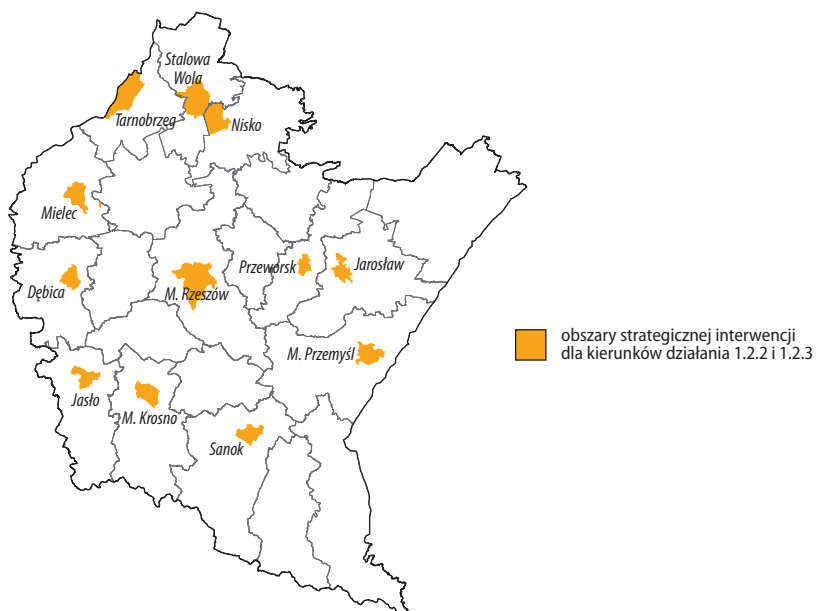 Stalowa
Wola
Tarnobrzeg
Nisko
Mielec
Przeworsk
Jarosław
Dębica
M. Rzeszów
M. Przemyśl
Jasło
M. Krosno
Sanok
obszary strategicznej interwencji
dla kierunków działania 1.2.2 i 1.2.3